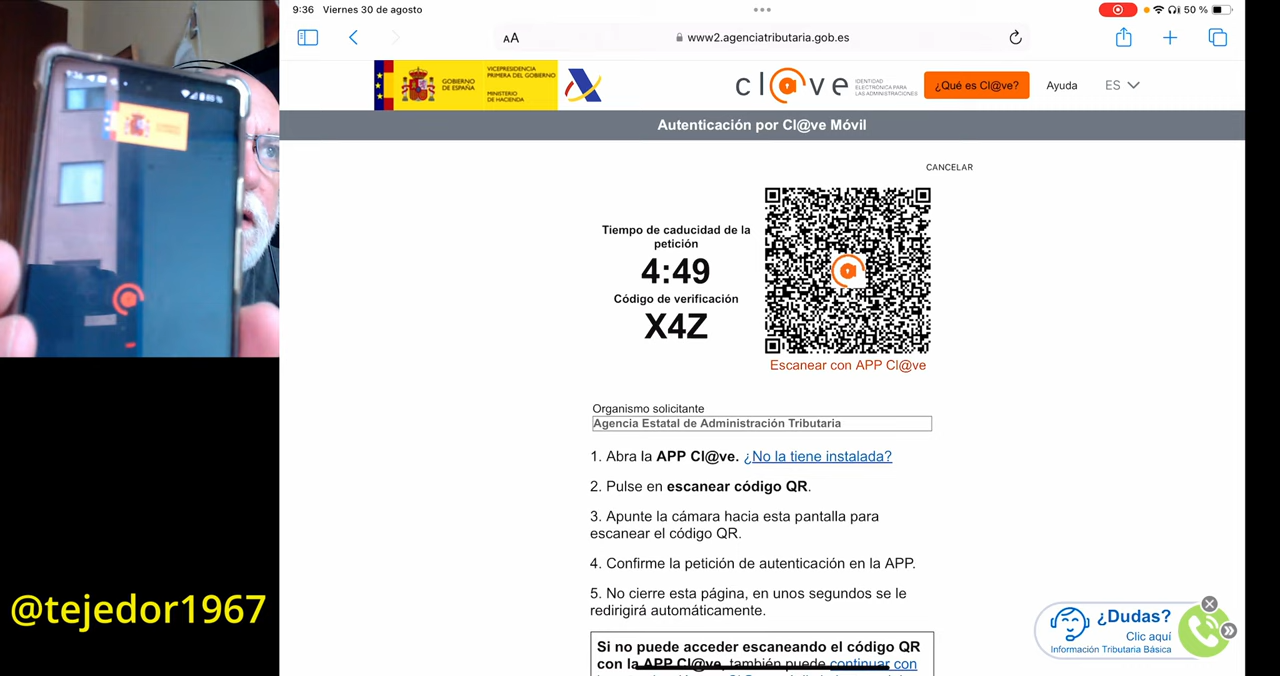 9:36 Viernes 30 de agosto
50 %
AA
www2.agenciatributaria.gob.es
GOBIERNO DE ESPAÑA
VICEPRESIDENCIA PRIMERA DEL GOBIERNO
MINISTERIO DE HACIENDA
cl@ve
IDENTIDAD ELECTRÓNICA PARA LAS ADMINISTRACIONES
¿Qué es Cl@ve?
Ayuda
ES
Autenticación por Cl@ve Móvil
CANCELAR
Tiempo de caducidad de la
petición
4:49
Código de verificación
X4Z
Escanear con APP Cl@ve
Organismo solicitante
Agencia Estatal de Administración Tributaria
1. Abra la APP Cl@ve. ¿No la tiene instalada?
2. Pulse en escanear código QR.
3. Apunte la cámara hacia esta pantalla para
escanear el código QR.
4. Confirme la petición de autenticación en la APP.
5. No cierre esta página, en unos segundos se le
redirigirá automáticamente.
Si no puede acceder escaneando el código QR
con la APP Cl@ve, también puede continuar con
¿Dudas?
Clic aquí
Información Tributaria Básica
@tejedor1967